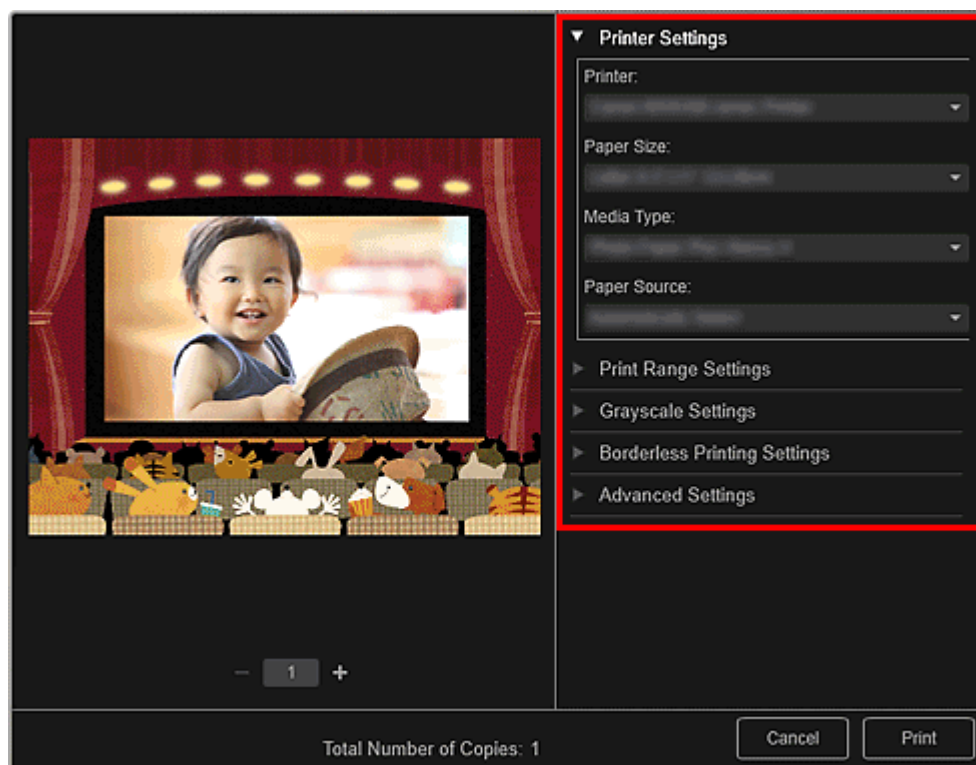 Printer Settings
Printer:
Paper Size:
Media Type:
Paper Source:
Print Range Settings
Grayscale Settings
Borderless Printing Settings
Advanced Settings
1
Total Number of Copies: 1
Cancel
Print